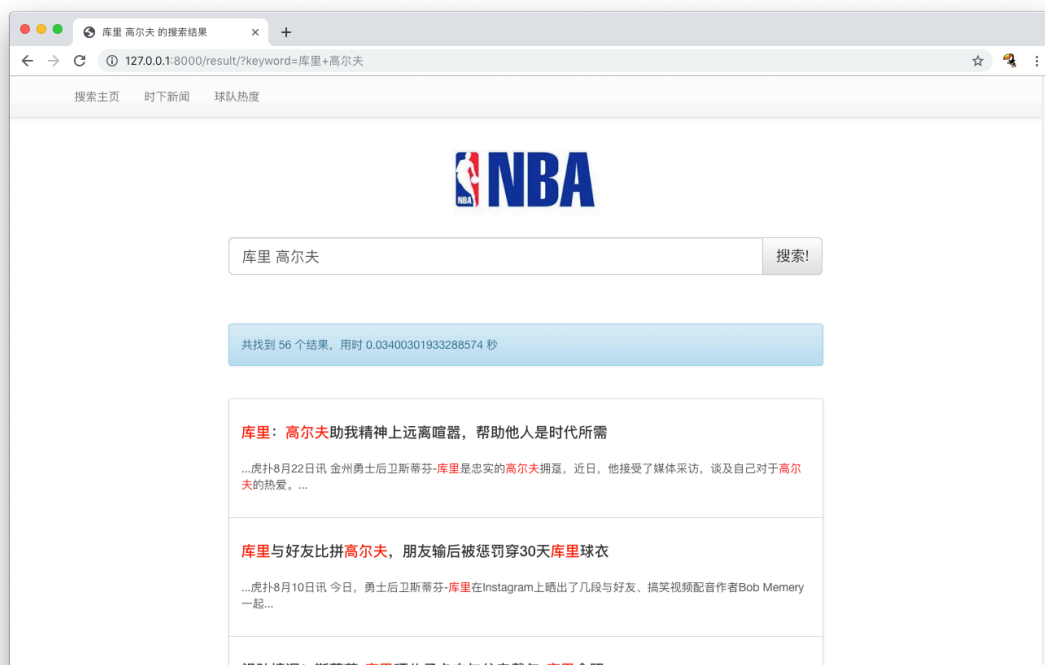 库里 高尔夫 的搜索结果
127.0.0.1:8000/result/?keyword=库里+高尔夫
搜索主页 时下新闻 球队热度
NBA NBA
库里 高尔夫 搜索!
共找到 56 个结果，用时 0.03400301933288574 秒
库里：高尔夫助我精神上远离喧嚣，帮助他人是时代所需
...虎扑8月22日讯 金州勇士后卫斯蒂芬-库里是忠实的高尔夫拥趸，近日，他接受了媒体采访，谈及自己对于高尔
夫的热爱。...
库里与好友比拼高尔夫，朋友输后被惩罚穿30天库里球衣
...虎扑8月10日讯 今日，勇士后卫斯蒂芬-库里在Instagram上晒出了几段与好友、搞笑视频配音作者Bob Memery
一起...